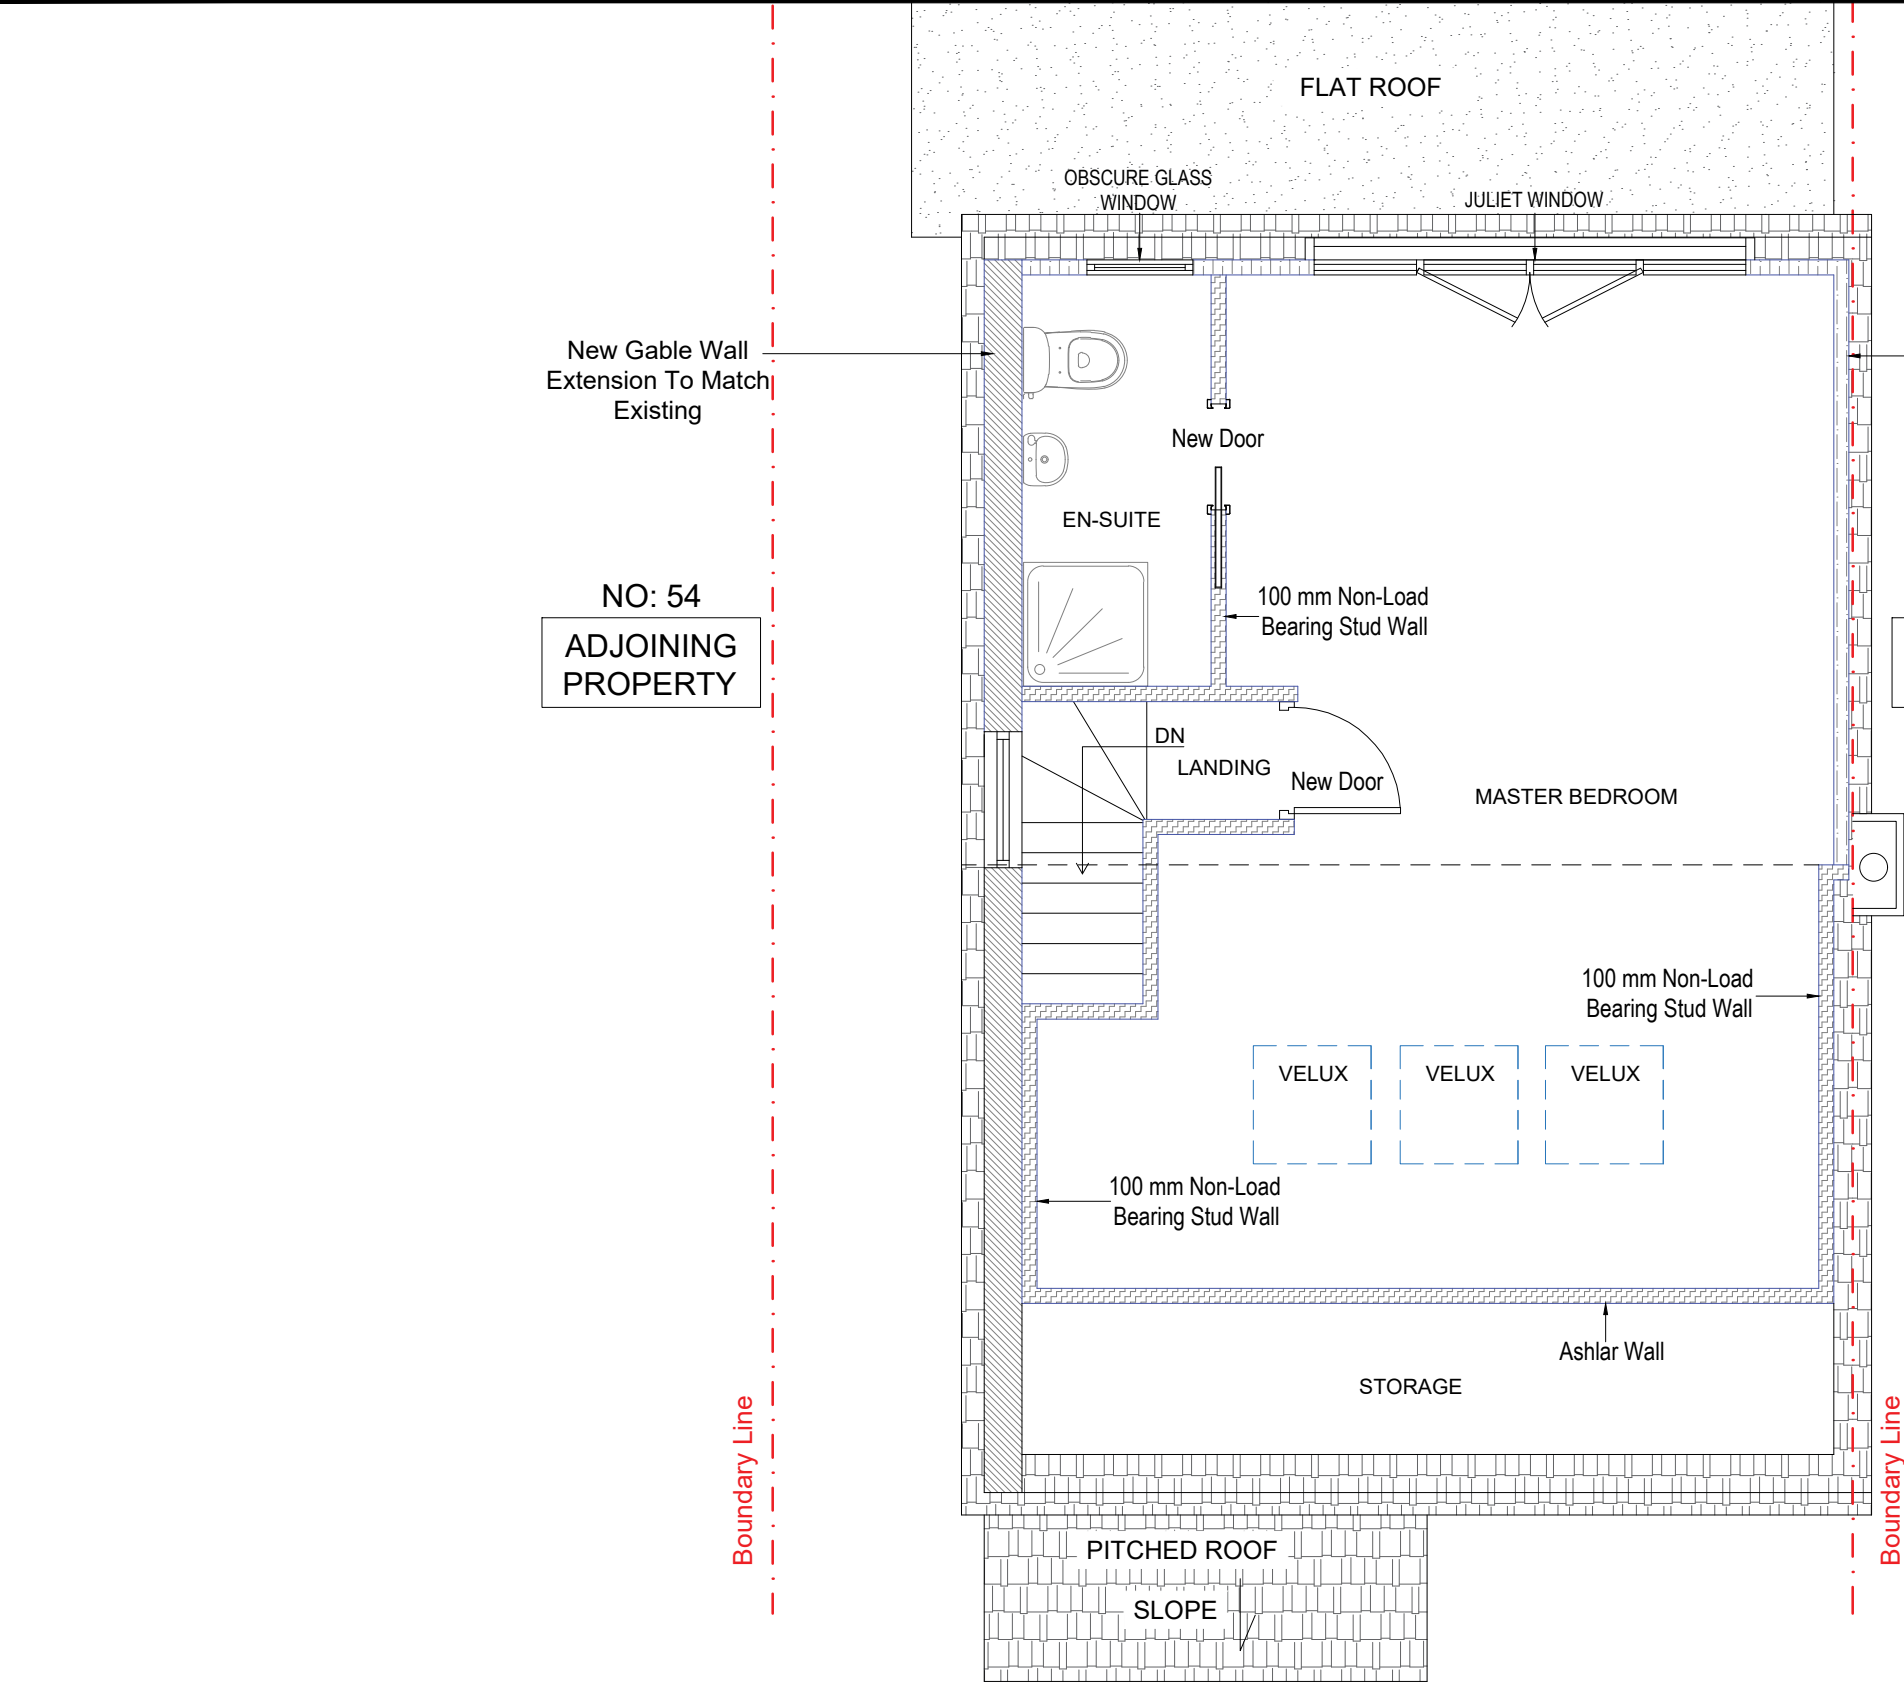 FLAT ROOF
OBSCURE GLASS
WINDOW
JULIET WINDOW
New Gable Wall
Extension To Match
Existing
New Door
EN-SUITE
NO: 54
ADJOINING
PROPERTY
100 mm Non-Load
Bearing Stud Wall
DN
LANDING
New Door
MASTER BEDROOM
100 mm Non-Load
Bearing Stud Wall
VELUX
VELUX
VELUX
100 mm Non-Load
Bearing Stud Wall
Ashlar Wall
STORAGE
Boundary Line
Boundary Line
PITCHED ROOF
SLOPE